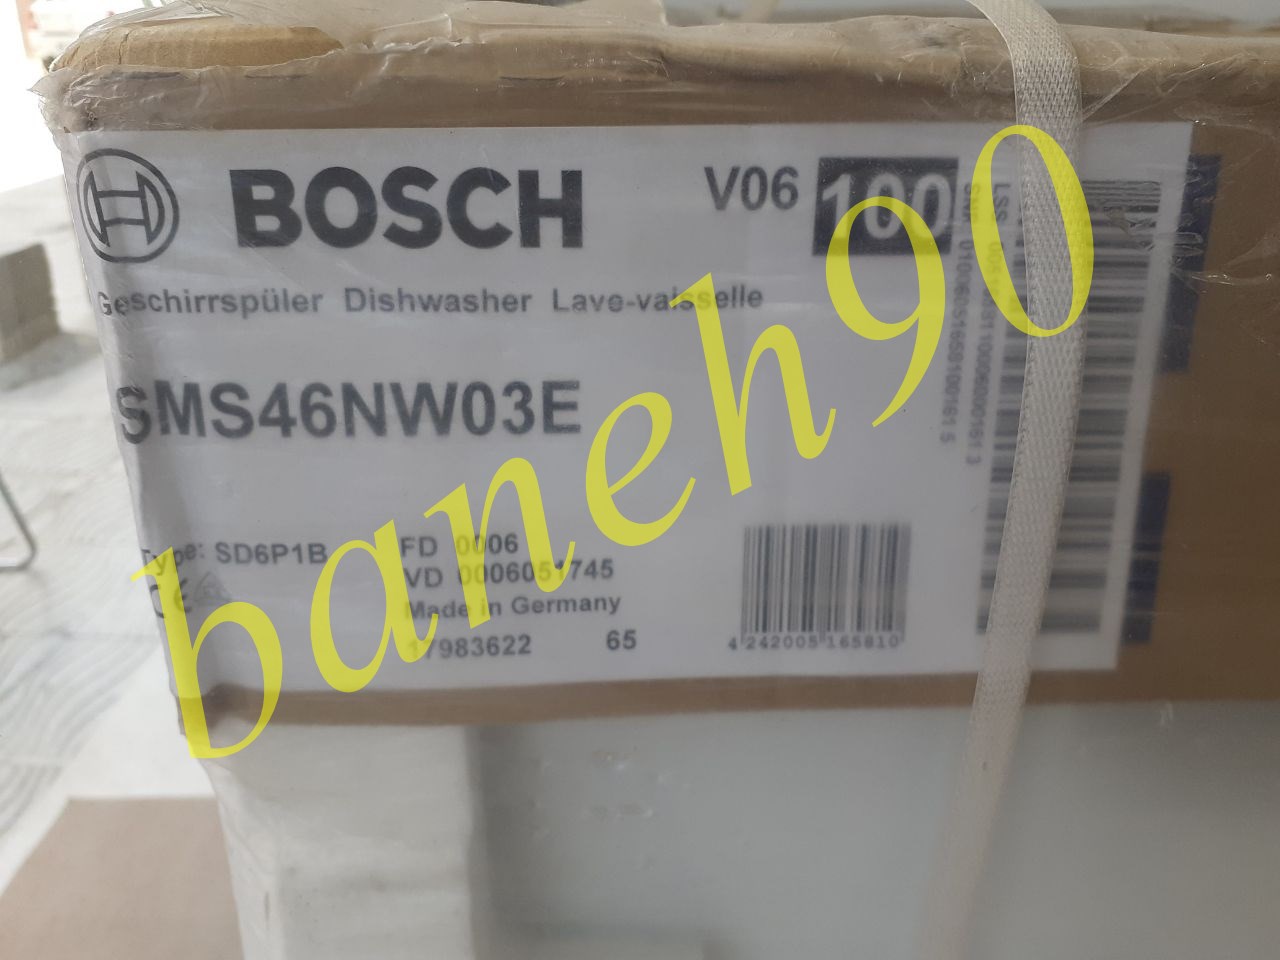 BOSCH V06 100
Geschirrspüler Dishwasher Lave-vaisselle
SMS46NW03E
Type: SD6P1B
FD 0006
VD 0006051745
Made in Germany
17983622 65
4 242005 165810
baneh90